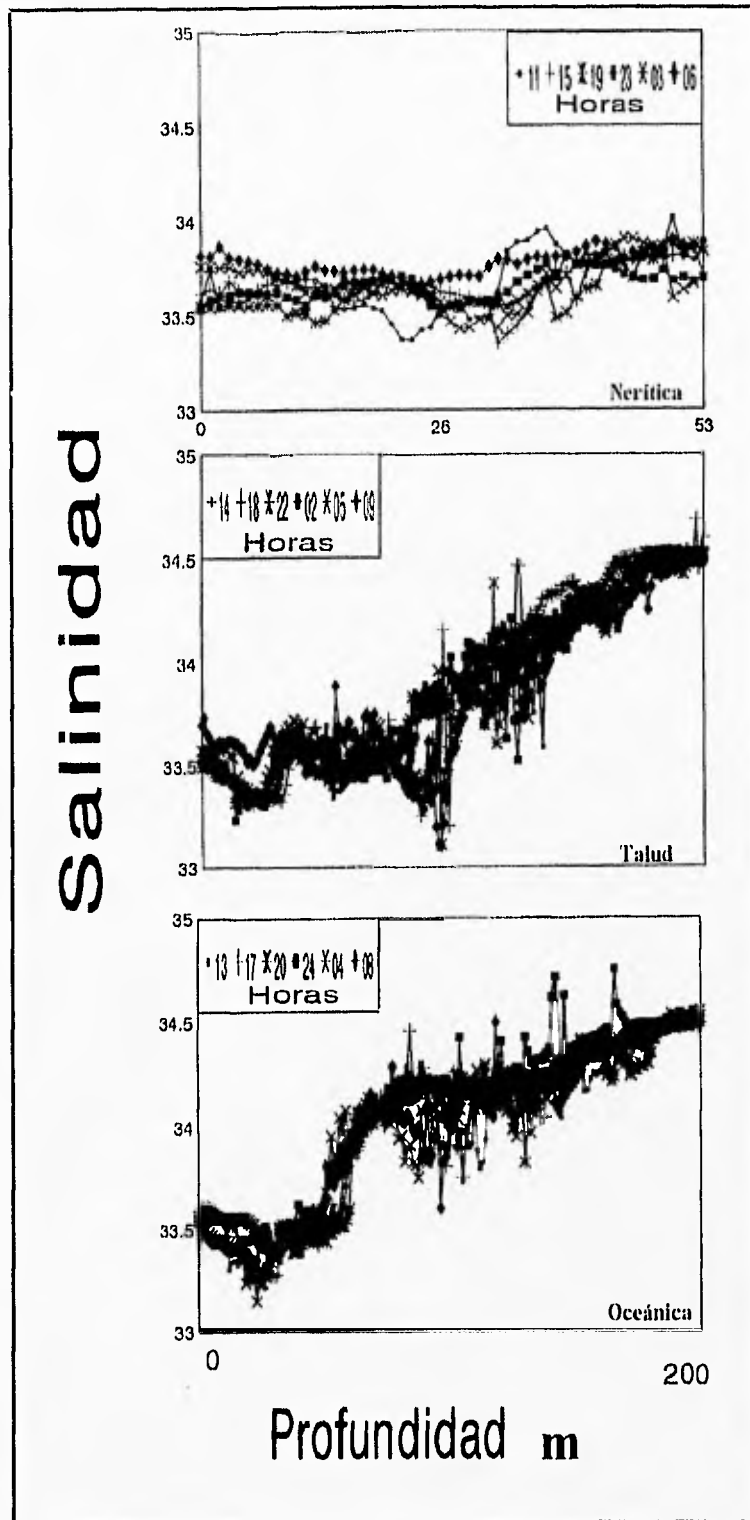 35
• 11 + 15 * 19 ■ 23 × 03 ♦ 06
Horas
34.5
34
33.5
33
Nerítica
0
26
53
Salinidad
35
+ 14 + 18 * 22 ■ 02 × 05 ♦ 09
Horas
34.5
34
33.5
33
Talud
35
• 13 + 17 * 20 ■ 24 × 04 ♦ 08
Horas
34.5
34
33.5
33
Oceánica
0
200
Profundidad m